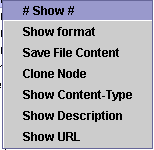 # Show #
Show format
Save File Content
Clone Node
Show Content-Type
Show Description
Show URL